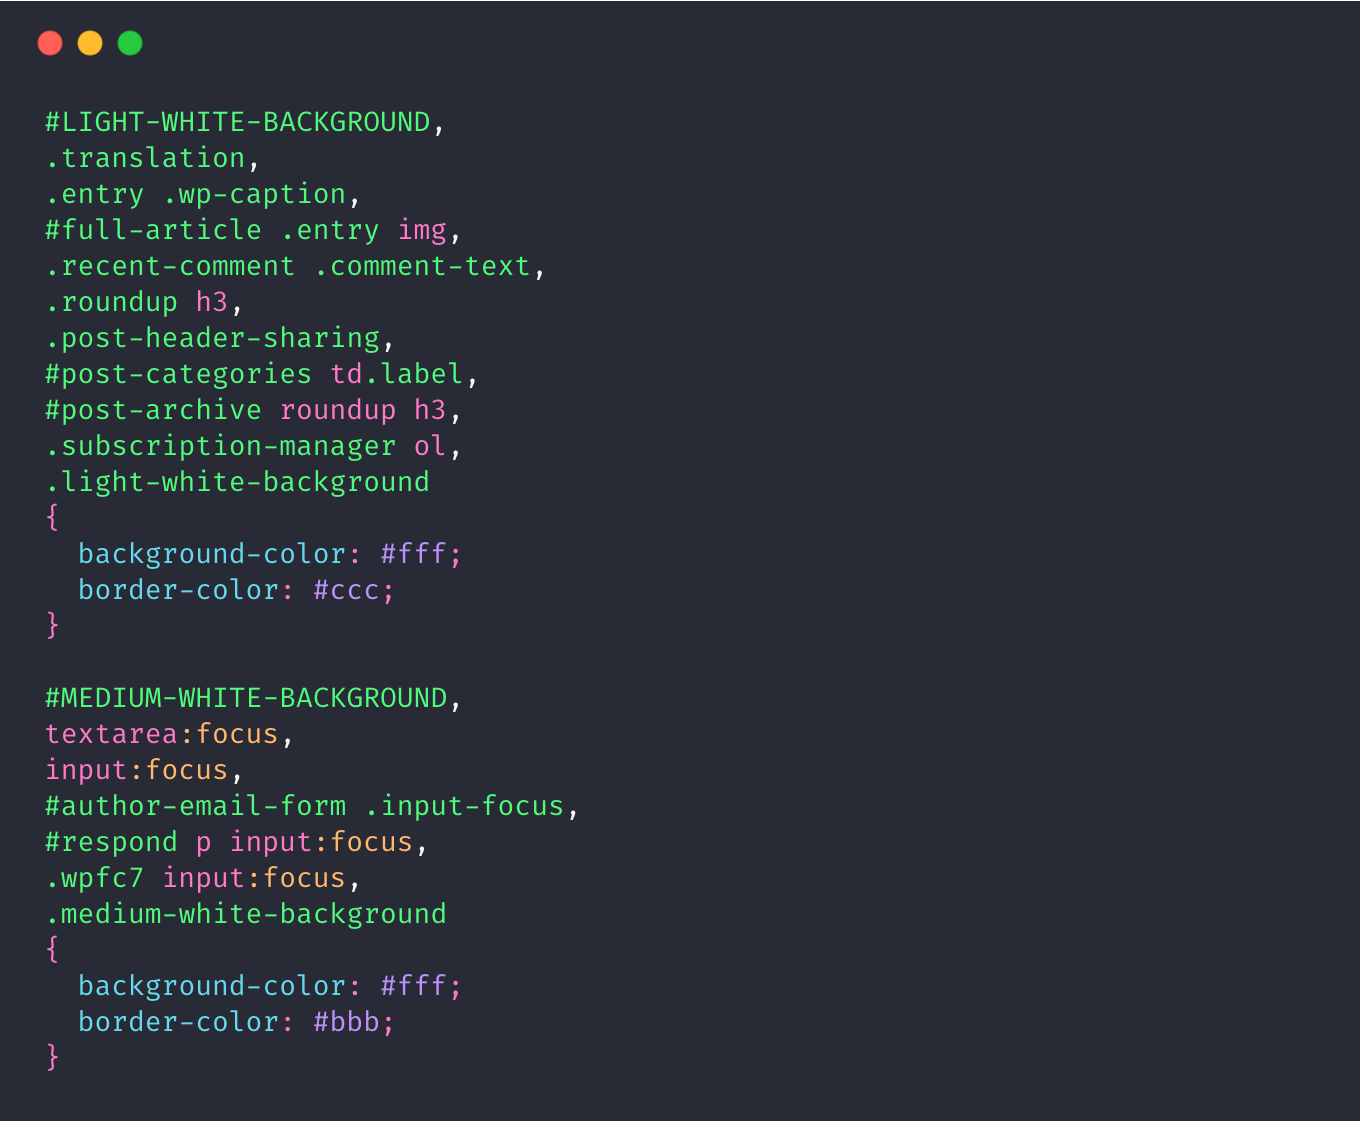 #LIGHT-WHITE-BACKGROUND,
.translation,
.entry .wp-caption,
#full-article .entry img,
.recent-comment .comment-text,
.roundup h3,
.post-header-sharing,
#post-categories td.label,
#post-archive roundup h3,
.subscription-manager ol,
.light-white-background
{
  background-color: #fff;
  border-color: #ccc;
}

#MEDIUM-WHITE-BACKGROUND,
textarea:focus,
input:focus,
#author-email-form .input-focus,
#respond p input:focus,
.wpfc7 input:focus,
.medium-white-background
{
  background-color: #fff;
  border-color: #bbb;
}